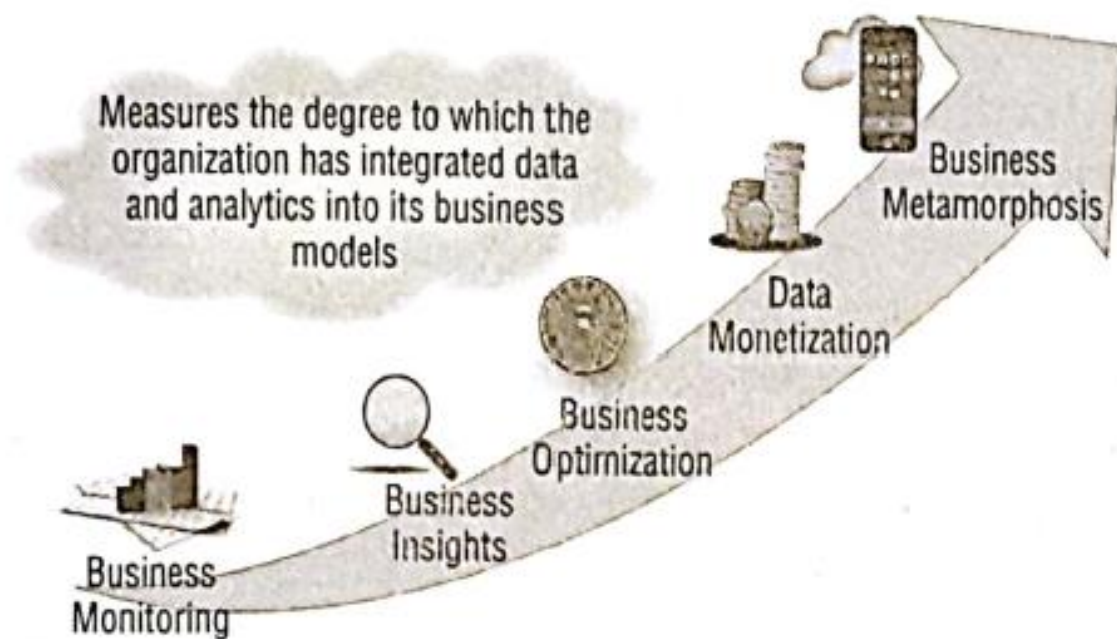 Measures the degree to which the
organization has integrated data
and analytics into its business
models
Business
Metamorphosis
Data
Monetization
Business
Optimization
Business
Insights
Business
Monitoring